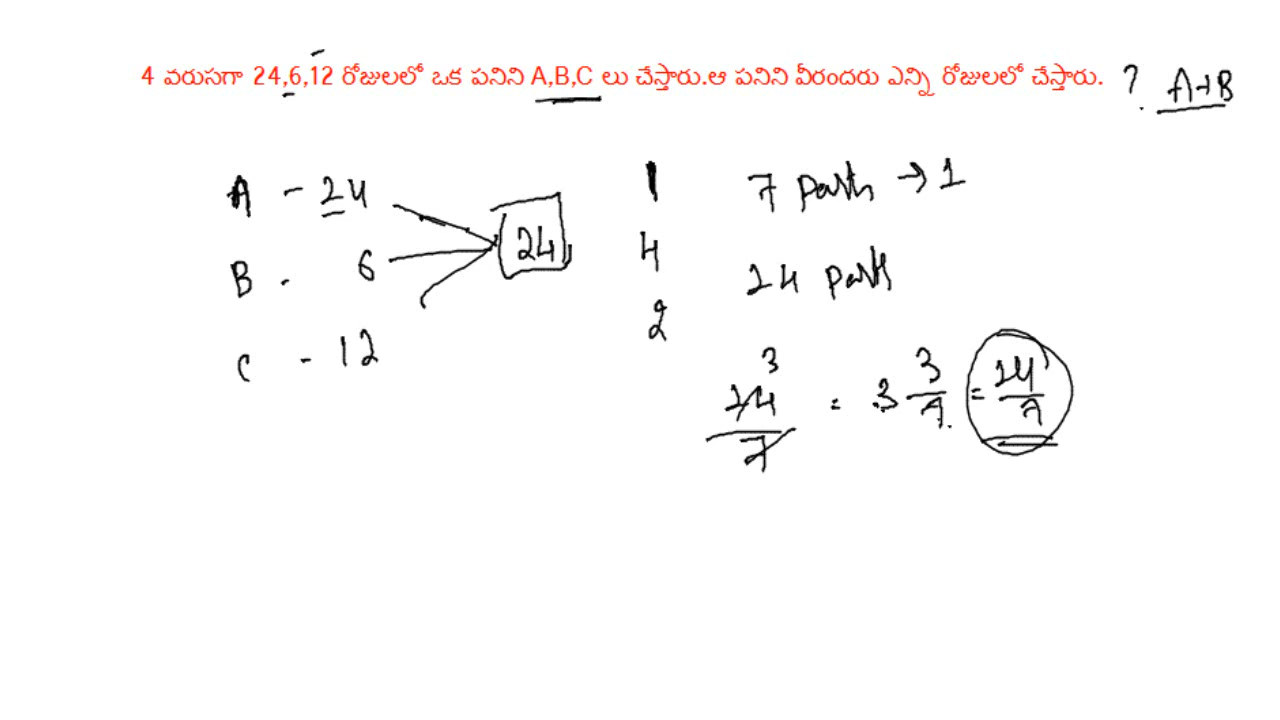 4 వరుసగా 24,6,12 రోజులలో ఒక పనిని A,B,C లు చేస్తారు.ఆ పనిని వీరందరు ఎన్ని రోజులలో చేస్తారు. ? A+B
A - 24 1 7 parts → 1
24
B - 6 4 24 parts
C - 12 2
24/7 = 3 3/7 = 24/7
3